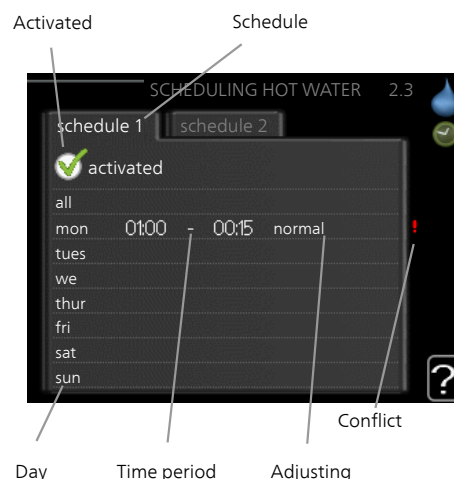 Activated Schedule
SCHEDULING HOT WATER 2.3
schedule 1 schedule 2
activated
all
mon 01:00 - 00:15 normal !
tues
we
thur
fri
sat
sun
?
Conflict
Day Time period Adjusting